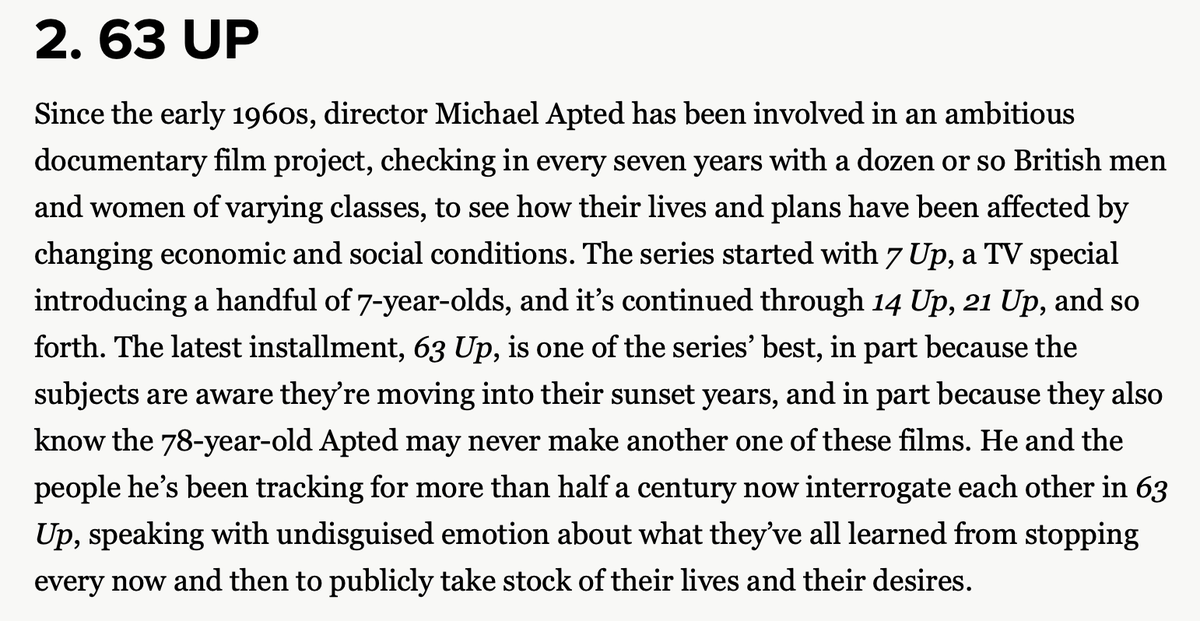 2. 63 UP
Since the early 1960s, director Michael Apted has been involved in an ambitious
documentary film project, checking in every seven years with a dozen or so British men
and women of varying classes, to see how their lives and plans have been affected by
changing economic and social conditions. The series started with 7 Up, a TV special
introducing a handful of 7-year-olds, and it’s continued through 14 Up, 21 Up, and so
forth. The latest installment, 63 Up, is one of the series’ best, in part because the
subjects are aware they’re moving into their sunset years, and in part because they also
know the 78-year-old Apted may never make another one of these films. He and the
people he’s been tracking for more than half a century now interrogate each other in 63
Up, speaking with undisguised emotion about what they’ve all learned from stopping
every now and then to publicly take stock of their lives and their desires.